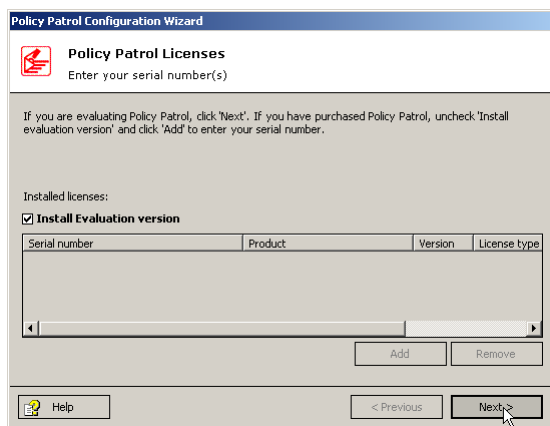 Policy Patrol Configuration Wizard
Policy Patrol Licenses
Enter your serial number(s)
If you are evaluating Policy Patrol, click 'Next'. If you have purchased Policy Patrol, uncheck 'Install
evaluation version' and click 'Add' to enter your serial number.
Installed licenses:
Install Evaluation version
Serial number Product Version License type
Add Remove
Help < Previous Next >